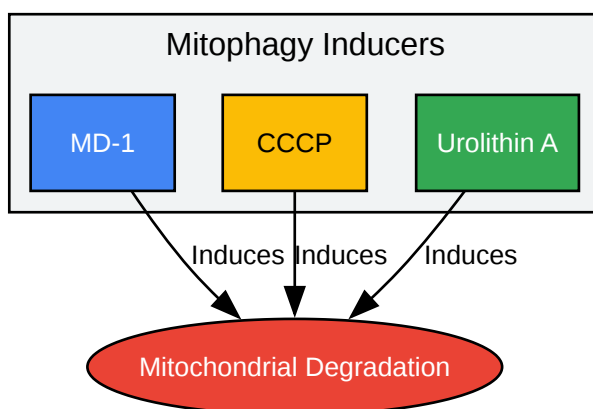 Mitophagy Inducers
MD-1
CCCP
Urolithin A
Induces
Induces
Induces
Mitochondrial Degradation